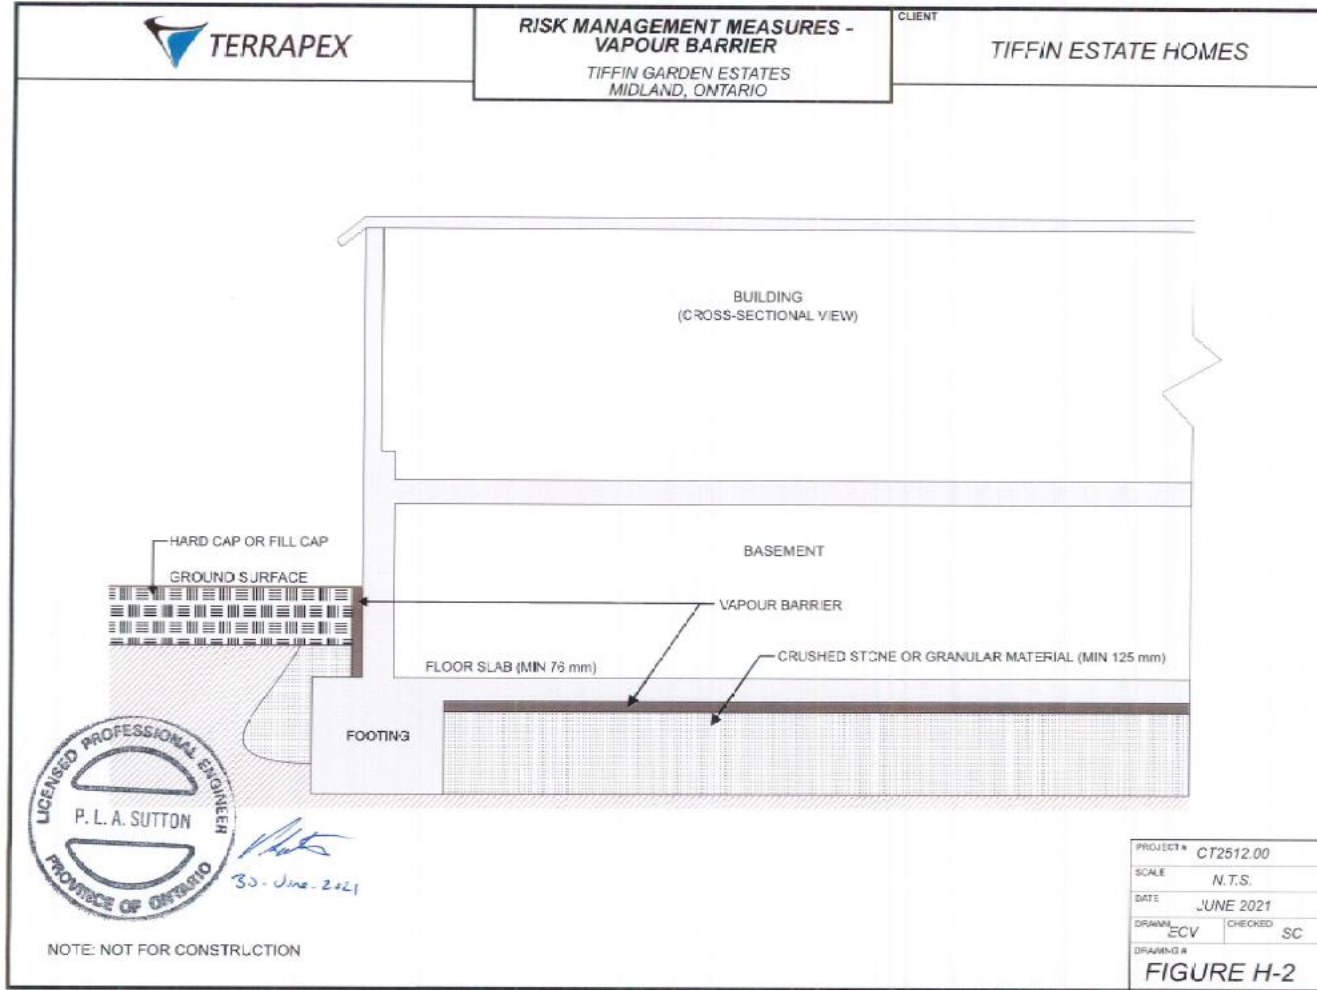 TERRAPEX
RISK MANAGEMENT MEASURES -
VAPOUR BARRIER
TIFFIN GARDEN ESTATES
MIDLAND, ONTARIO
CLIENT
TIFFIN ESTATE HOMES
BUILDING
(CROSS-SECTIONAL VIEW)
HARD CAP OR FILL CAP
GROUND SURFACE
BASEMENT
VAPOUR BARRIER
FLOOR SLAB (MIN 76 mm)
CRUSHED STONE OR GRANULAR MATERIAL (MIN 125 mm)
FOOTING
LICENSED PROFESSIONAL ENGINEER
P. L. A. SUTTON
PROVINCE OF ONTARIO
30-June-2021
NOTE: NOT FOR CONSTRUCTION
PROJECT # CT2512.00
SCALE N.T.S.
DATE JUNE 2021
DRAWN ECV CHECKED SC
DRAWING #
FIGURE H-2